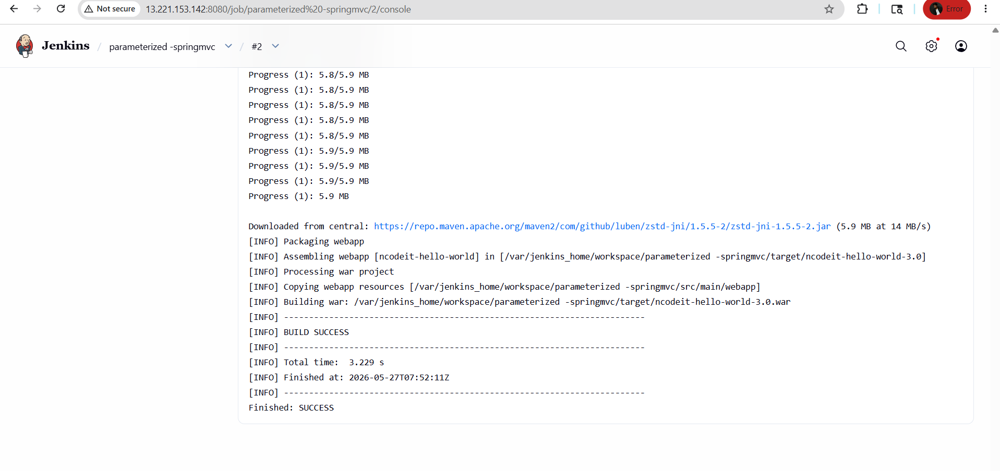 Not secure
13.221.153.142:8080/job/parameterized%20-springmvc/2/console
Error
Jenkins / parameterized -springmvc / #2
Progress (1): 5.8/5.9 MB
Progress (1): 5.8/5.9 MB
Progress (1): 5.8/5.9 MB
Progress (1): 5.8/5.9 MB
Progress (1): 5.8/5.9 MB
Progress (1): 5.9/5.9 MB
Progress (1): 5.9/5.9 MB
Progress (1): 5.9/5.9 MB
Progress (1): 5.9 MB
Downloaded from central: https://repo.maven.apache.org/maven2/com/github/luben/zstd-jni/1.5.5-2/zstd-jni-1.5.5-2.jar (5.9 MB at 14 MB/s)
[INFO] Packaging webapp
[INFO] Assembling webapp [ncodeit-hello-world] in [/var/jenkins_home/workspace/parameterized -springmvc/target/ncodeit-hello-world-3.0]
[INFO] Processing war project
[INFO] Copying webapp resources [/var/jenkins_home/workspace/parameterized -springmvc/src/main/webapp]
[INFO] Building war: /var/jenkins_home/workspace/parameterized -springmvc/target/ncodeit-hello-world-3.0.war
[INFO] ------------------------------------------------------------------------
[INFO] BUILD SUCCESS
[INFO] ------------------------------------------------------------------------
[INFO] Total time:  3.229 s
[INFO] Finished at: 2026-05-27T07:52:11Z
[INFO] ------------------------------------------------------------------------
Finished: SUCCESS